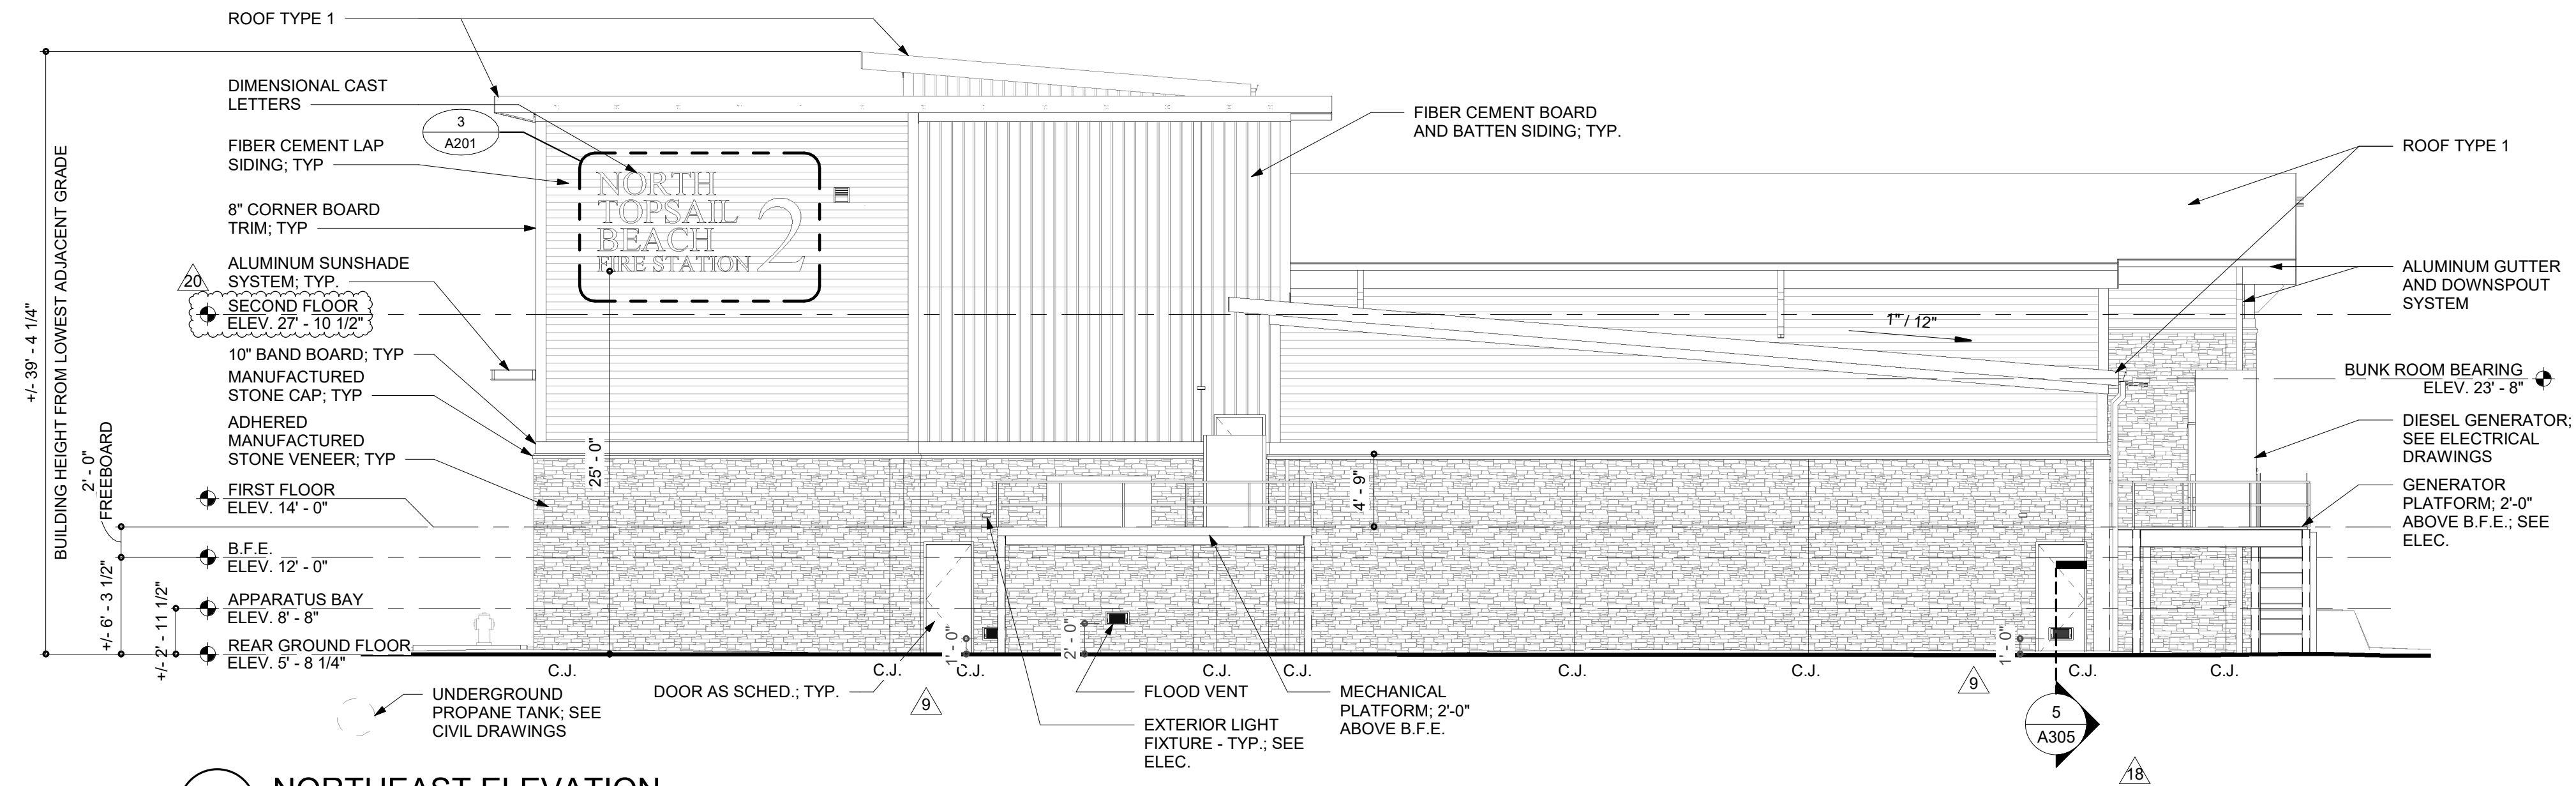 ROOF TYPE 1
DIMENSIONAL CAST
LETTERS
3
A201
FIBER CEMENT LAP
SIDING; TYP
8" CORNER BOARD
TRIM; TYP
ALUMINUM SUNSHADE
SYSTEM; TYP.
20
SECOND FLOOR
ELEV. 27' - 10 1/2"
10" BAND BOARD; TYP
MANUFACTURED
STONE CAP; TYP
ADHERED
MANUFACTURED
STONE VENEER; TYP
FIRST FLOOR
ELEV. 14' - 0"
B.F.E.
ELEV. 12' - 0"
APPARATUS BAY
ELEV. 8' - 8"
REAR GROUND FLOOR
ELEV. 5' - 8 1/4"
+/- 39' - 4 1/4"
BUILDING HEIGHT FROM LOWEST ADJACENT GRADE
2' - 0"
FREEBOARD
+/- 6' - 3 1/2"
+/- 2' - 11 1/2"
NORTH
TOPSAIL
BEACH
FIRE STATION
2
25' - 0"
FIBER CEMENT BOARD
AND BATTEN SIDING; TYP.
1" / 12"
4' - 9"
1' - 0"
2' - 0"
1' - 0"
ROOF TYPE 1
ALUMINUM GUTTER
AND DOWNSPOUT
SYSTEM
BUNK ROOM BEARING
ELEV. 23' - 8"
DIESEL GENERATOR;
SEE ELECTRICAL
DRAWINGS
GENERATOR
PLATFORM; 2'-0"
ABOVE B.F.E.; SEE
ELEC.
C.J.
C.J.
C.J.
C.J.
C.J.
C.J.
C.J.
C.J.
C.J.
UNDERGROUND
PROPANE TANK; SEE
CIVIL DRAWINGS
DOOR AS SCHED.; TYP.
9
FLOOD VENT
EXTERIOR LIGHT
FIXTURE - TYP.; SEE
ELEC.
MECHANICAL
PLATFORM; 2'-0"
ABOVE B.F.E.
9
5
A305
18
NORTHEAST ELEVATION